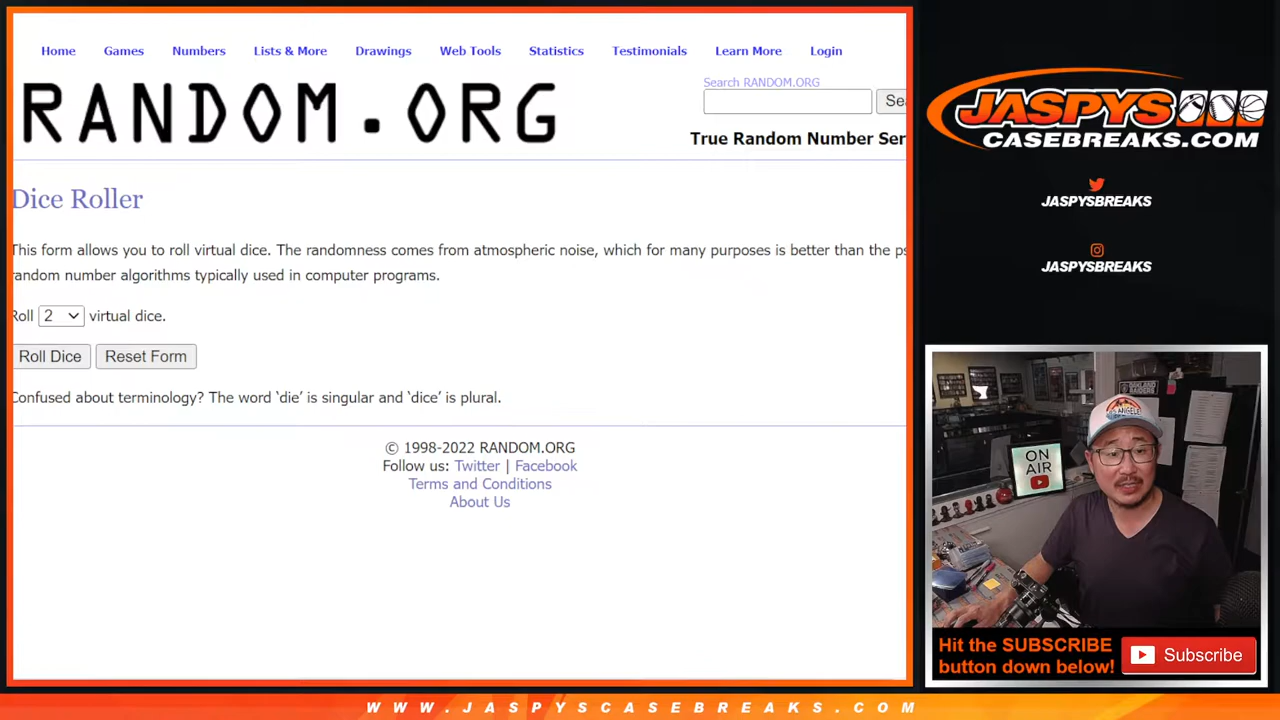 Home Games Numbers Lists & More Drawings Web Tools Statistics Testimonials Learn More Login
Search RANDOM.ORG
RANDOM.ORG
Sea
True Random Number Ser
Dice Roller
This form allows you to roll virtual dice. The randomness comes from atmospheric noise, which for many purposes is better than the ps
random number algorithms typically used in computer programs.
Roll 2 virtual dice.
Roll Dice Reset Form
Confused about terminology? The word ‘die’ is singular and ‘dice’ is plural.
© 1998-2022 RANDOM.ORG
Follow us: Twitter | Facebook
Terms and Conditions
About Us
JASPYS
CASEBREAKS.COM
JASPYSBREAKS
JASPYSBREAKS
OAKLAND
RAIDERS
ON
AIR
Hit the SUBSCRIBE
button down below!
Subscribe
WWW.JASPYSCASEBREAKS.COM